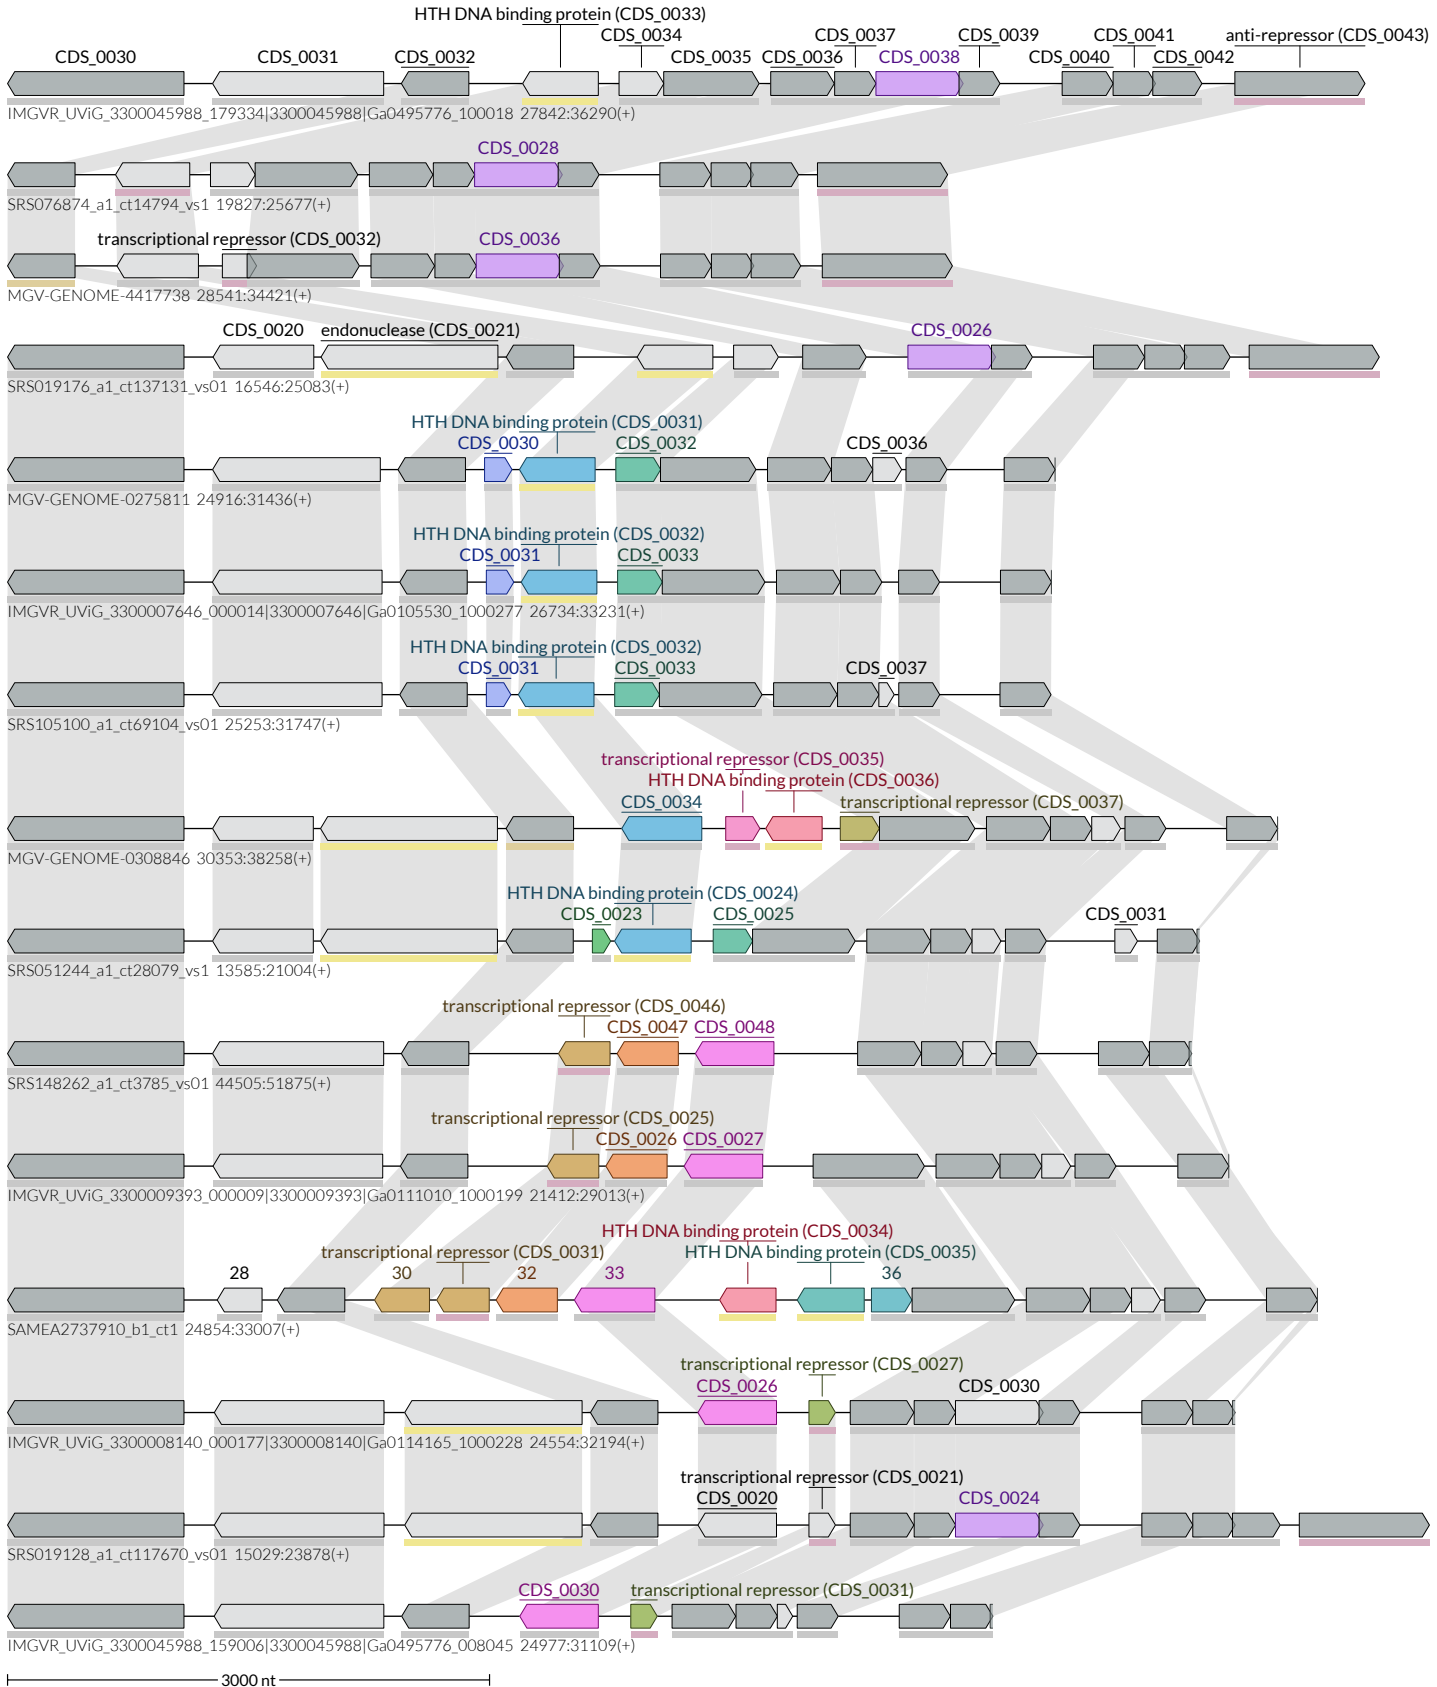 HTH DNA binding protein (CDS_0033)
CDS_0034 CDS_0037 CDS_0039 CDS_0041 anti-repressor (CDS_0043)
CDS_0030 CDS_0031 CDS_0032 CDS_0035 CDS_0036 CDS_0038 CDS_0040 CDS_0042
IMGVR_UViG_3300045988_179334|3300045988|Ga0495776_100018 27842:36290(+)
CDS_0028
SRS076874_a1_ct14794_vs1 19827:25677(+)
transcriptional repressor (CDS_0032) CDS_0036
MGV-GENOME-4417738 28541:34421(+)
CDS_0020 endonuclease (CDS_0021) CDS_0026
SRS019176_a1_ct137131_vs01 16546:25083(+)
HTH DNA binding protein (CDS_0031)
CDS_0030 CDS_0032 CDS_0036
MGV-GENOME-0275811 24916:31436(+)
HTH DNA binding protein (CDS_0032)
CDS_0031 CDS_0033
IMGVR_UViG_3300007646_000014|3300007646|Ga0105530_1000277 26734:33231(+)
HTH DNA binding protein (CDS_0032)
CDS_0031 CDS_0033 CDS_0037
SRS105100_a1_ct69104_vs01 25253:31747(+)
transcriptional repressor (CDS_0035)
HTH DNA binding protein (CDS_0036)
CDS_0034 transcriptional repressor (CDS_0037)
MGV-GENOME-0308846 30353:38258(+)
HTH DNA binding protein (CDS_0024)
CDS_0023 CDS_0025 CDS_0031
SRS051244_a1_ct28079_vs1 13585:21004(+)
transcriptional repressor (CDS_0046)
CDS_0047 CDS_0048
SRS148262_a1_ct3785_vs01 44505:51875(+)
transcriptional repressor (CDS_0025)
CDS_0026 CDS_0027
IMGVR_UViG_3300009393_000009|3300009393|Ga0111010_1000199 21412:29013(+)
HTH DNA binding protein (CDS_0034)
transcriptional repressor (CDS_0031) HTH DNA binding protein (CDS_0035)
28 30 32 33 36
SAMEA2737910_b1_ct1 24854:33007(+)
transcriptional repressor (CDS_0027)
CDS_0026 CDS_0030
IMGVR_UViG_3300008140_000177|3300008140|Ga0114165_1000228 24554:32194(+)
transcriptional repressor (CDS_0021)
CDS_0020 CDS_0024
SRS019128_a1_ct117670_vs01 15029:23878(+)
CDS_0030 transcriptional repressor (CDS_0031)
IMGVR_UViG_3300045988_159006|3300045988|Ga0495776_008045 24977:31109(+)
3000 nt